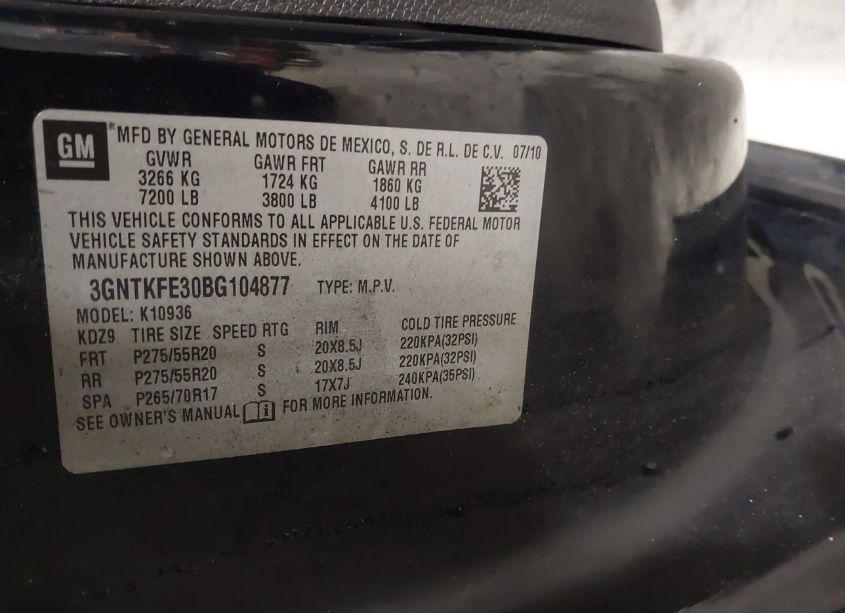 GM
MFD BY GENERAL MOTORS DE MEXICO, S. DE R.L. DE C.V. 07/10
GVWR GAWR FRT GAWR RR
3266 KG 1724 KG 1860 KG
7200 LB 3800 LB 4100 LB
THIS VEHICLE CONFORMS TO ALL APPLICABLE U.S. FEDERAL MOTOR
VEHICLE SAFETY STANDARDS IN EFFECT ON THE DATE OF
MANUFACTURE SHOWN ABOVE.
3GNTKFE30BG104877 TYPE: M.P.V.
MODEL: K10936
KDZ9 TIRE SIZE SPEED RTG RIM COLD TIRE PRESSURE
FRT P275/55R20 S 20X8.5J 220KPA(32PSI)
RR P275/55R20 S 20X8.5J 220KPA(32PSI)
SPA P265/70R17 S 17X7J 240KPA(35PSI)
SEE OWNER'S MANUAL FOR MORE INFORMATION.